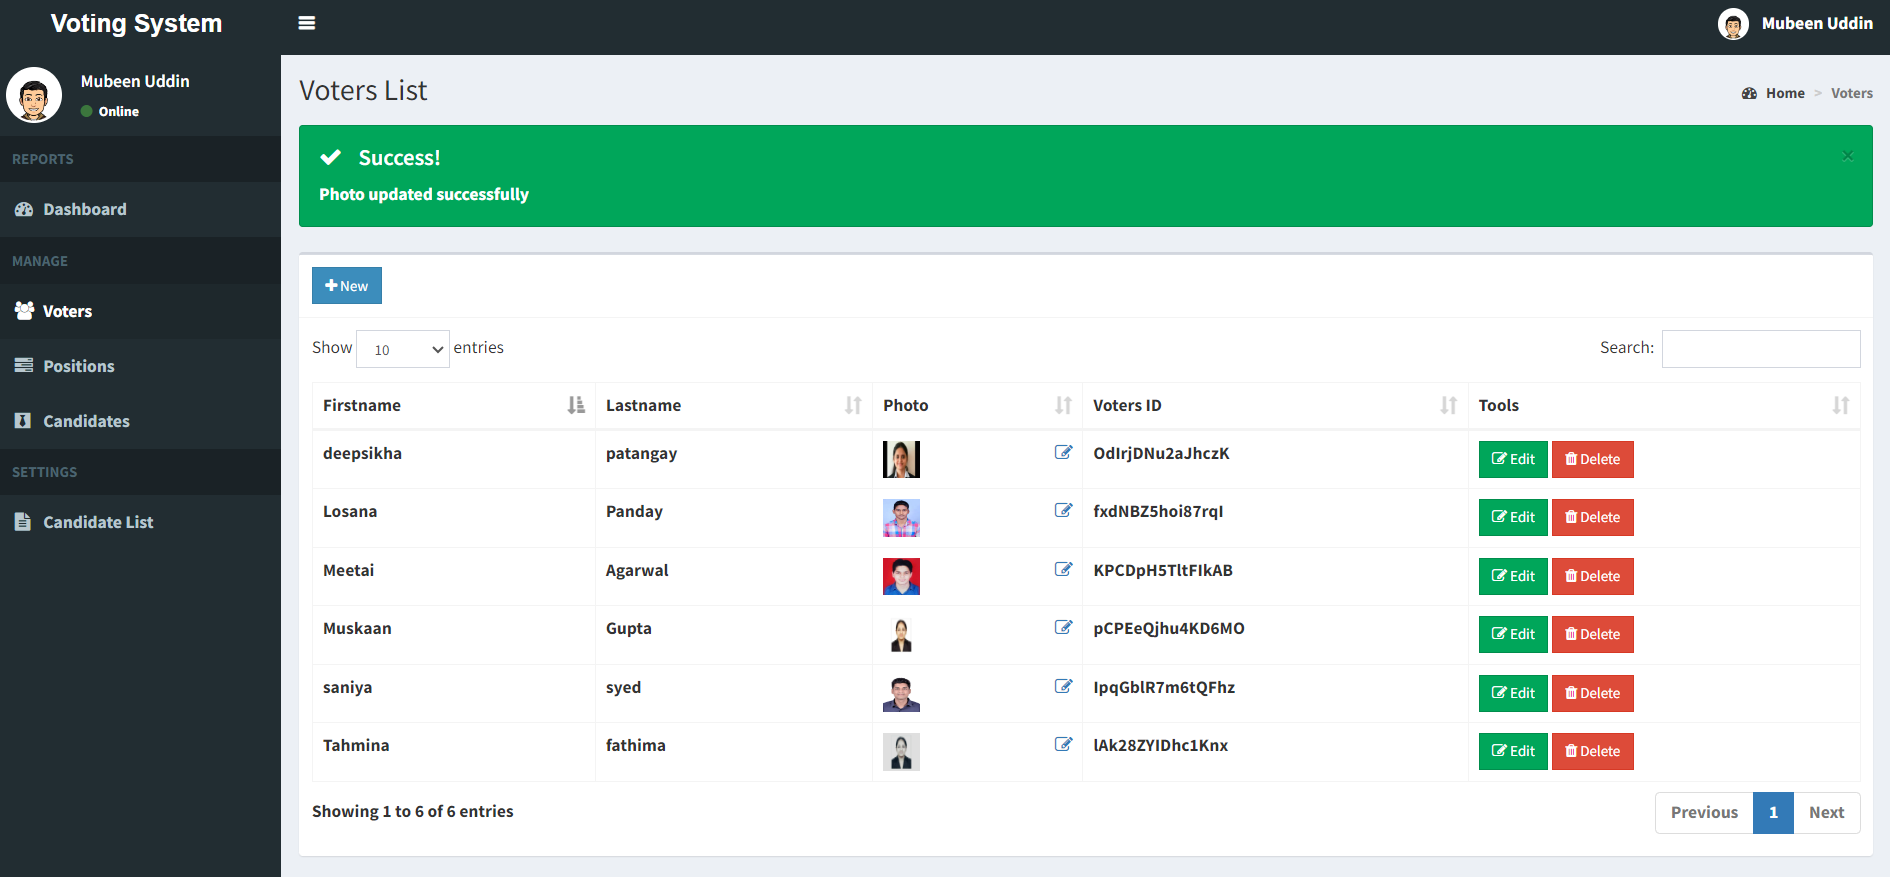 Voting System
Mubeen Uddin
Mubeen Uddin
Online
REPORTS
Dashboard
MANAGE
Voters
Positions
Candidates
SETTINGS
Candidate List
Voters List
Home > Voters
Success!
×
Photo updated successfully
New
Show 10 entries
Search:
Firstname Lastname Photo Voters ID Tools
deepsikha patangay OdIrjDNu2aJhczK Edit Delete
Losana Panday fxdNBZ5hoi87rqI Edit Delete
Meetai Agarwal KPCDpH5TltFIkAB Edit Delete
Muskaan Gupta pCPEeQjhu4KD6MO Edit Delete
saniya syed IpqGblR7m6tQFhz Edit Delete
Tahmina fathima lAk28ZYIDhc1Knx Edit Delete
Showing 1 to 6 of 6 entries
Previous 1 Next